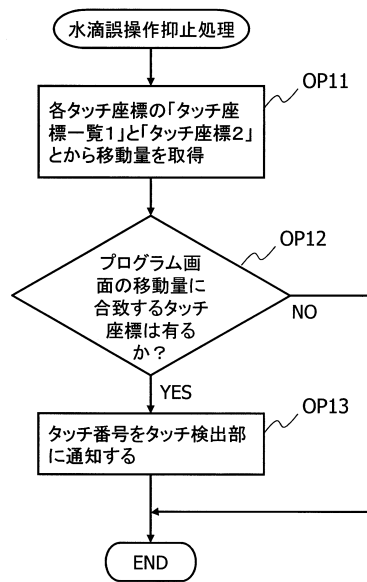 水滴誤操作抑止処理
OP11
各タッチ座標の「タッチ座
標一覧1」と「タッチ座標2」
とから移動量を取得
OP12
プログラム画
面の移動量に
合致するタッチ
座標は有る
か？
NO
YES
OP13
タッチ番号をタッチ検出部
に通知する
END